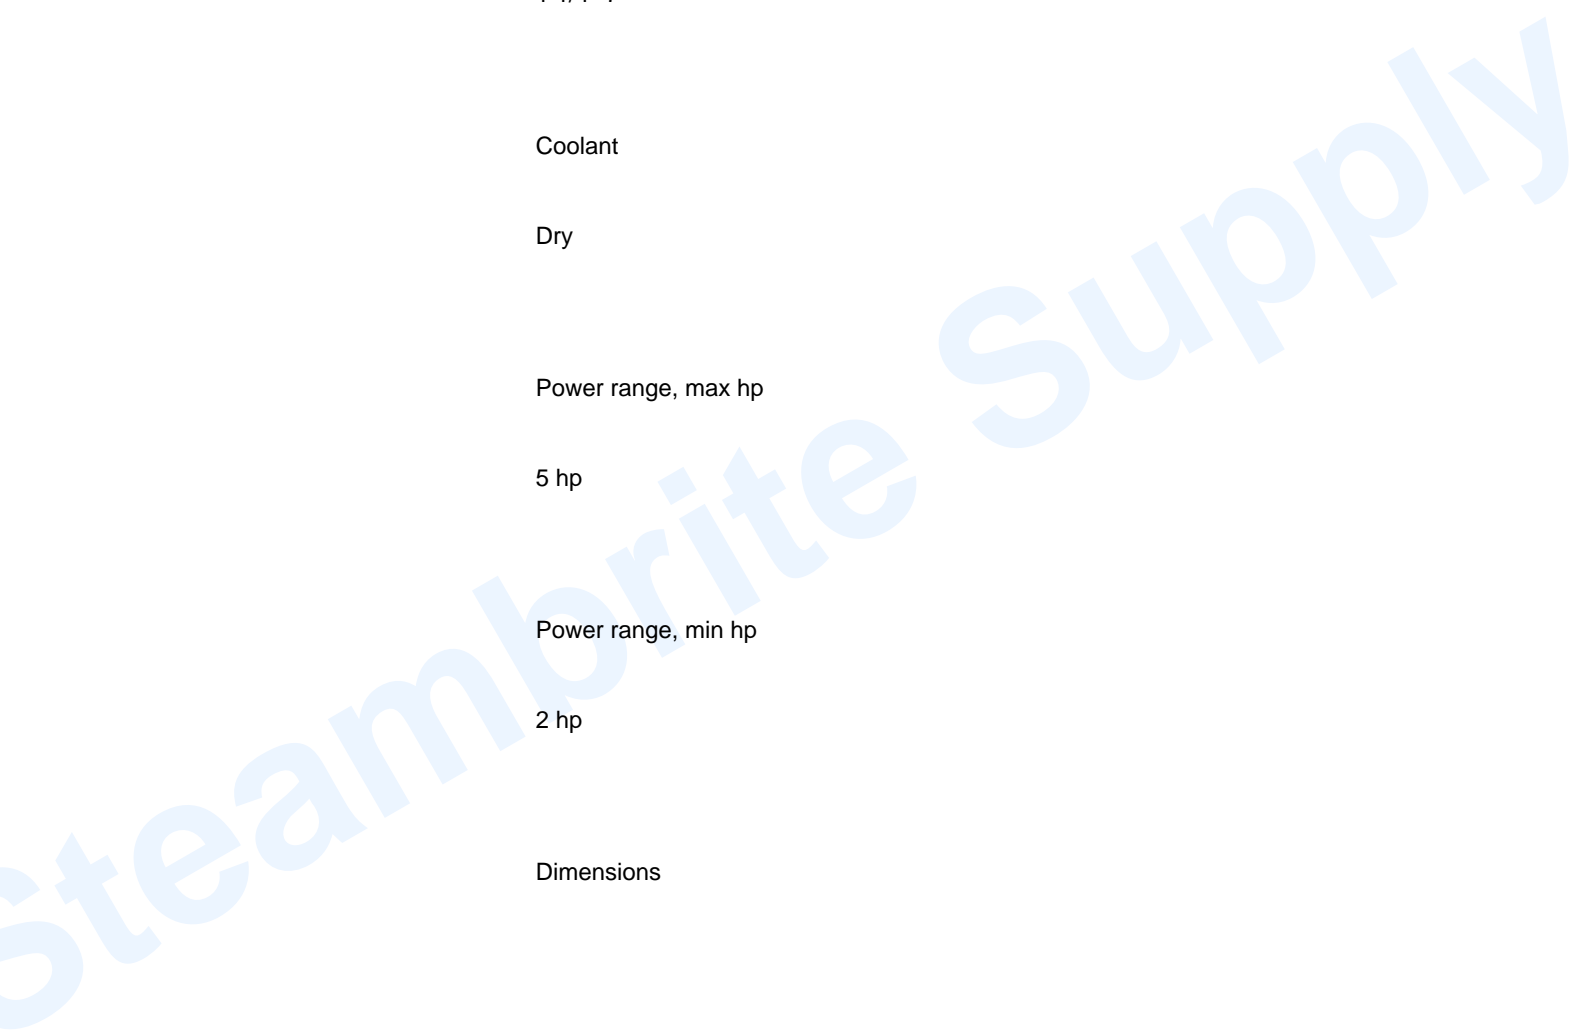 Coolant
Dry
Power range, max hp
5 hp
Power range, min hp
2 hp
Dimensions
Steambrite Supply